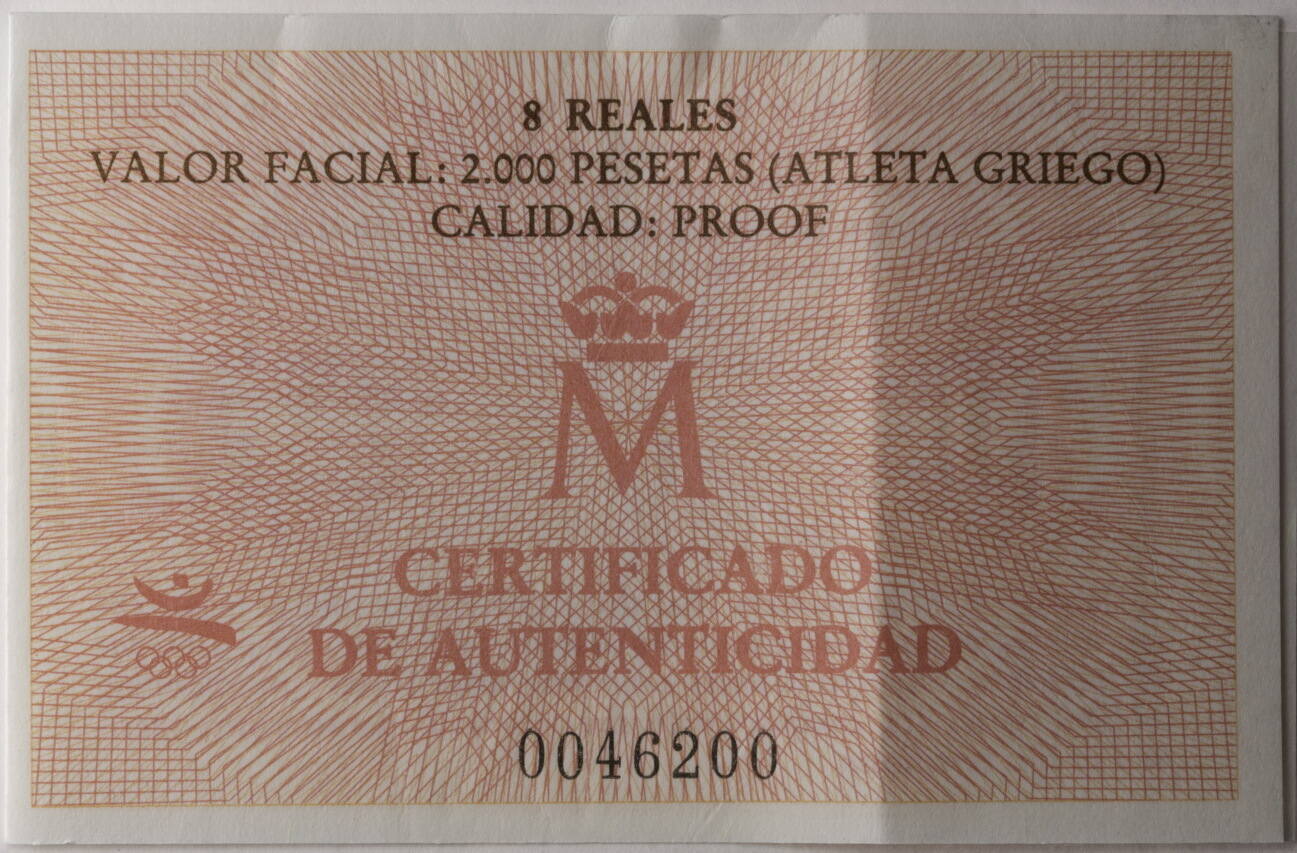 8 REALES
VALOR FACIAL: 2.000 PESETAS (ATLETA GRIEGO)
CALIDAD: PROOF
M
CERTIFICADO
DE AUTENTICIDAD
0046200